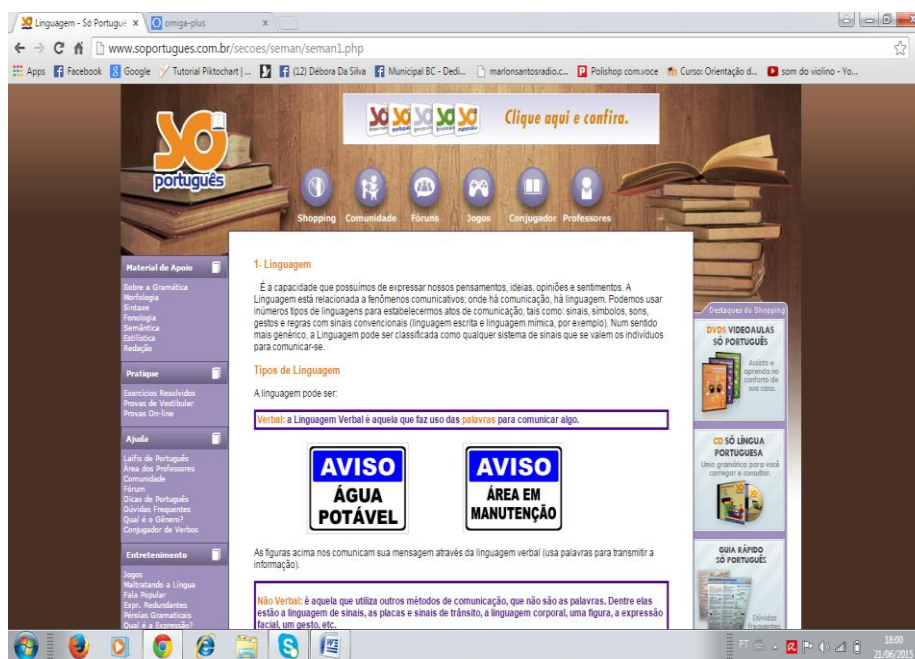 Linguagem - Só Portugu
omiga-plus
www.soportugues.com.br/secoes/seman/seman1.php
Apps
Facebook
Google
Tutorial Piktochart |...
(12) Débora Da Silva
Municipal BC - Dedi...
marlonsantosradio.c...
Polishop com.voce
Curso: Orientação d...
som do violino - Yo...
SÓ
português
Clique aqui e confira.
Shopping
Comunidade
Fóruns
Jogos
Conjugador
Professores
Material de Apoio
Sobre a Gramática
Morfologia
Sintaxe
Fonologia
Semântica
Estilística
Redação
Pratique
Exercícios Resolvidos
Provas de Vestibular
Provas On-line
Ajuda
Laifis de Português
Área dos Professores
Comunidade
Fórum
Dicas de Português
Dúvidas Frequentes
Qual é o Gênero?
Conjugador de Verbos
Entretenimento
Jogos
Maltratando a Língua
Fala Popular
Expr. Redundantes
Pérolas Gramaticais
Qual é a Expressão?
1- Linguagem
É a capacidade que possuímos de expressar nossos pensamentos, ideias, opiniões e sentimentos. A
Linguagem está relacionada a fenômenos comunicativos; onde há comunicação, há linguagem. Podemos usar
inúmeros tipos de linguagens para estabelecermos atos de comunicação, tais como: sinais, símbolos, sons,
gestos e regras com sinais convencionais (linguagem escrita e linguagem mímica, por exemplo). Num sentido
mais genérico, a Linguagem pode ser classificada como qualquer sistema de sinais que se valem os indivíduos
para comunicar-se.
Tipos de Linguagem
A linguagem pode ser:
Verbal: a Linguagem Verbal é aquela que faz uso das palavras para comunicar algo.
AVISO
ÁGUA
POTÁVEL
AVISO
ÁREA EM
MANUTENÇÃO
As figuras acima nos comunicam sua mensagem através da linguagem verbal (usa palavras para transmitir a
informação).
Não Verbal: é aquela que utiliza outros métodos de comunicação, que não são as palavras. Dentre elas
estão a linguagem de sinais, as placas e sinais de trânsito, a linguagem corporal, uma figura, a expressão
facial, um gesto, etc.
Destaques do Shopping
DVDS VIDEOAULAS
SÓ PORTUGUÊS
Assista e
aprenda no
conforto de
sua casa.
CD SÓ LÍNGUA
PORTUGUESA
Uma gramática para você
carregar e consultar.
GUIA RÁPIDO
SÓ PORTUGUÊS
Dúvidas
frequentes
PT
18:00
21/06/2015